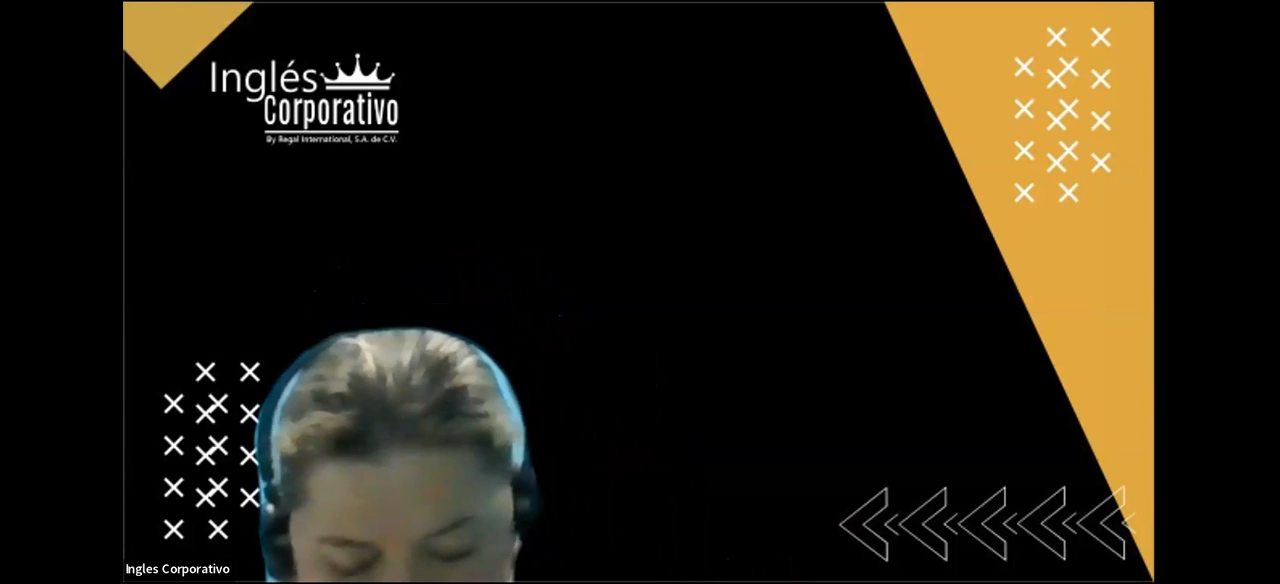 Inglés
Corporativo
By Regal International, S.A. de C.V.
Ingles Corporativo